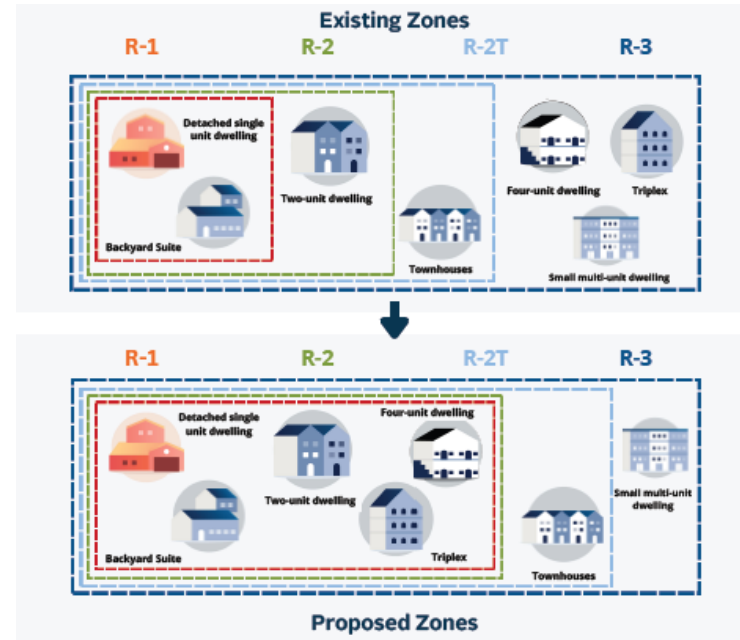 Existing Zones
R-1 R-2 R-2T R-3
Detached single
unit dwelling
Backyard Suite
Two-unit dwelling
Townhouses
Four-unit dwelling
Triplex
Small multi-unit dwelling
R-1 R-2 R-2T R-3
Detached single
unit dwelling
Backyard Suite
Two-unit dwelling
Four-unit dwelling
Triplex
Townhouses
Small multi-unit
dwelling
Proposed Zones